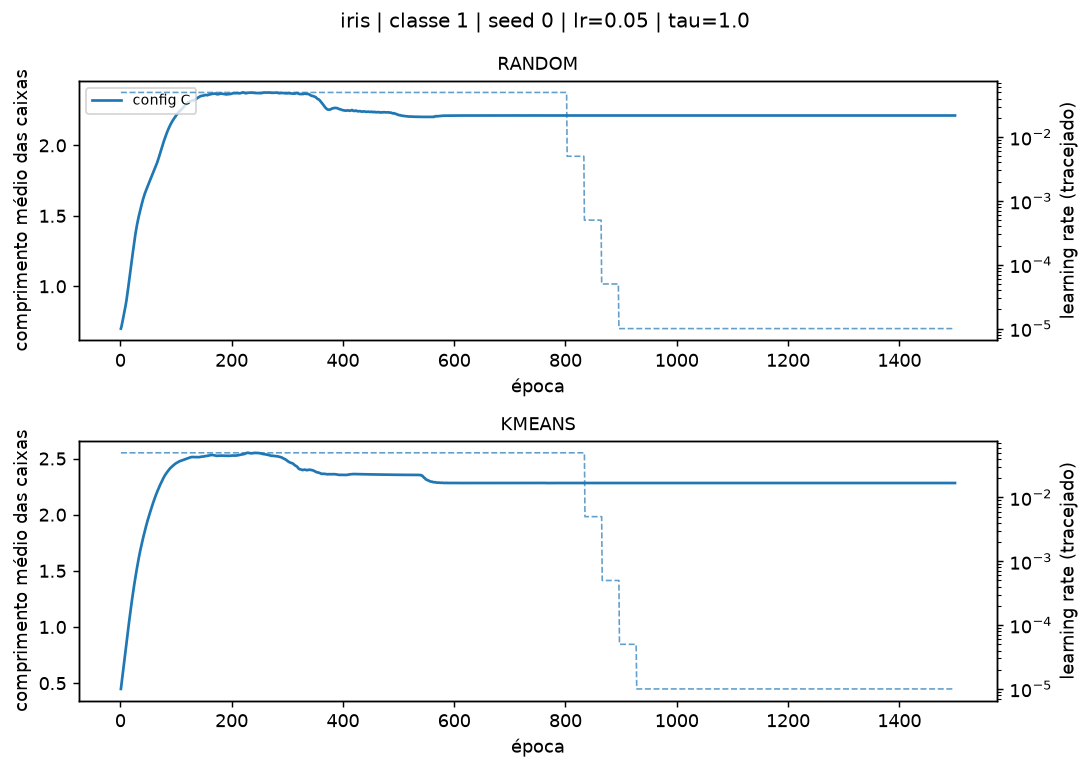 iris | classe 1 | seed 0 | lr=0.05 | tau=1.0
RANDOM
config C
comprimento médio das caixas
2.0
1.5
1.0
10⁻²
10⁻³
10⁻⁴
10⁻⁵
learning rate (tracejado)
0 200 400 600 800 1000 1200 1400
época
KMEANS
comprimento médio das caixas
2.5
2.0
1.5
1.0
0.5
10⁻²
10⁻³
10⁻⁴
10⁻⁵
learning rate (tracejado)
0 200 400 600 800 1000 1200 1400
época